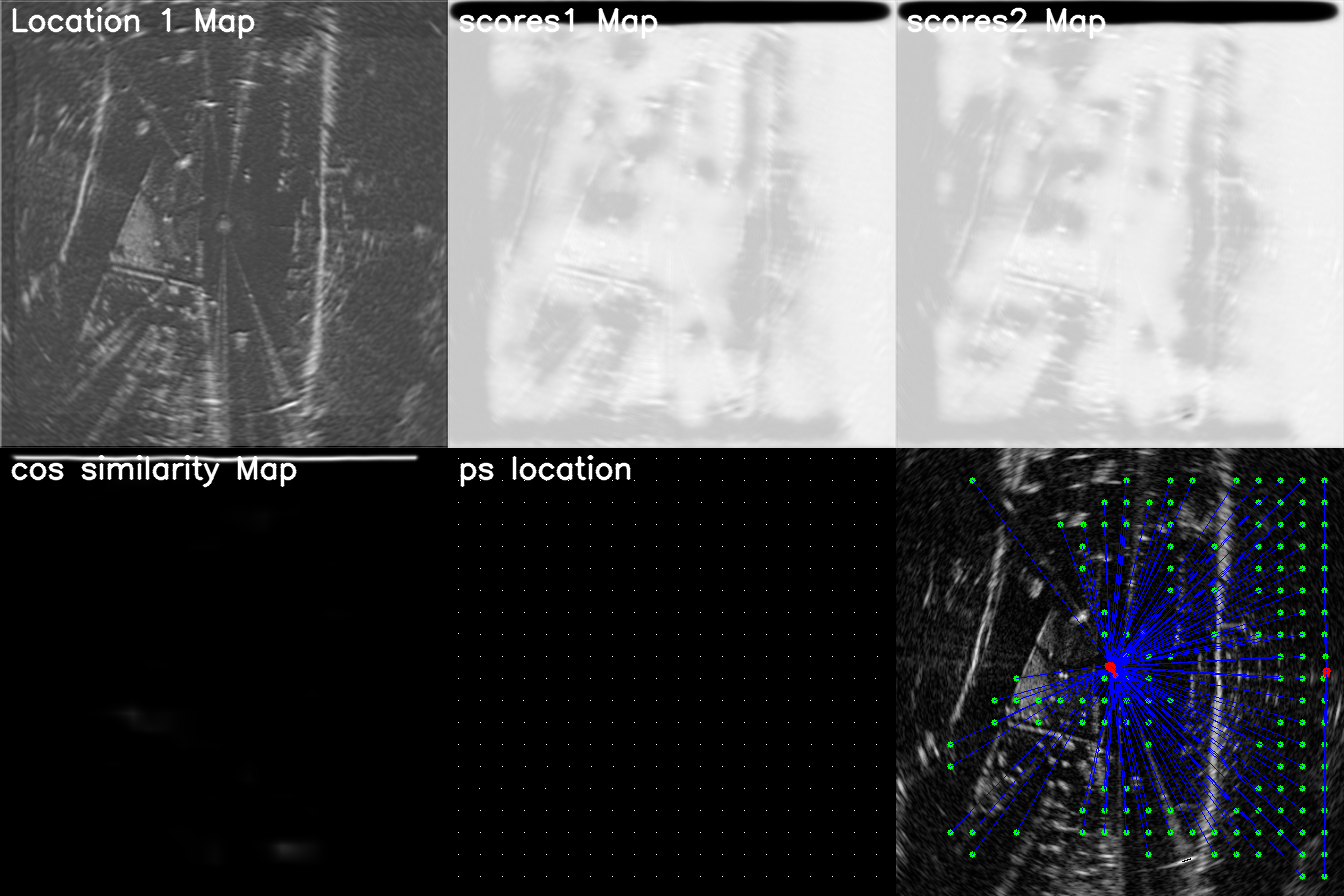 Location 1 Map
scores1 Map
scores2 Map
cos similarity Map
ps location